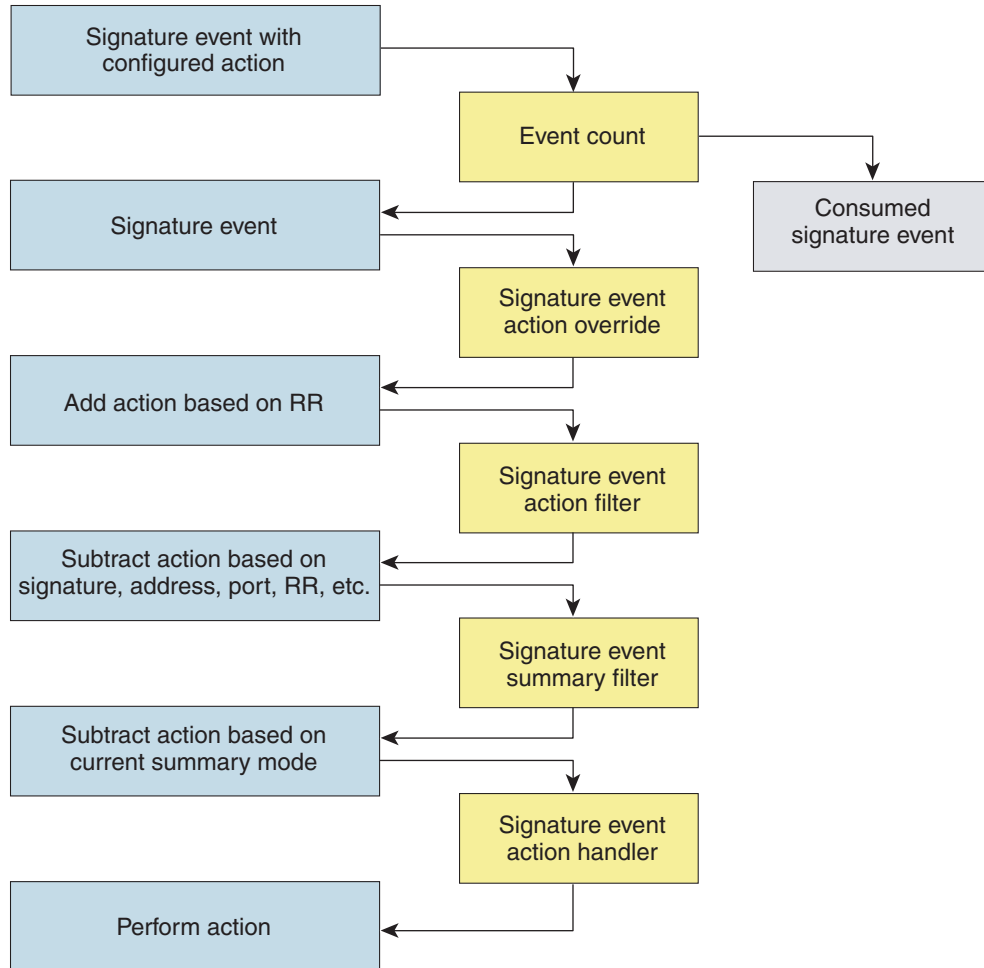 Signature event with
configured action
Event count
Signature event
Consumed
signature event
Signature event
action override
Add action based on RR
Signature event
action filter
Subtract action based on
signature, address, port, RR, etc.
Signature event
summary filter
Subtract action based on
current summary mode
Signature event
action handler
Perform action